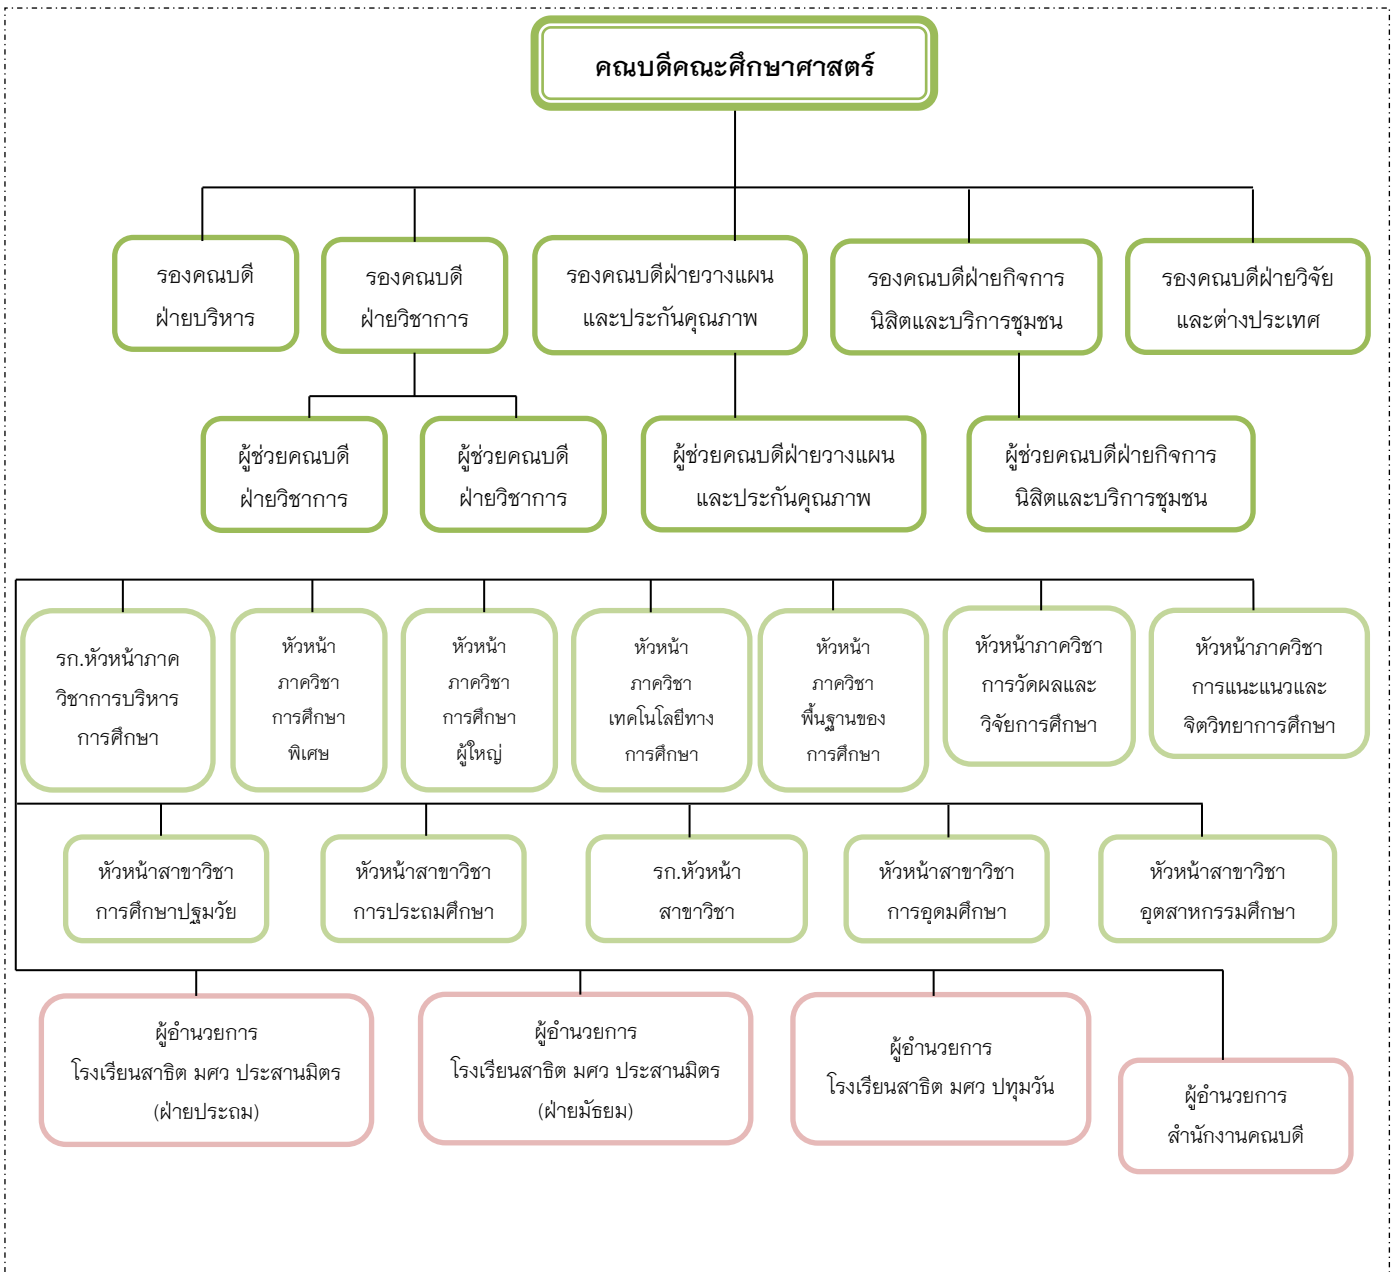 คณบดีคณะศึกษาศาสตร์
รองคณบดี
ฝ่ายบริหาร
รองคณบดี
ฝ่ายวิชาการ
รองคณบดีฝ่ายวางแผน
และประกันคุณภาพ
รองคณบดีฝ่ายกิจการ
นิสิตและบริการชุมชน
รองคณบดีฝ่ายวิจัย
และต่างประเทศ
ผู้ช่วยคณบดี
ฝ่ายวิชาการ
ผู้ช่วยคณบดี
ฝ่ายวิชาการ
ผู้ช่วยคณบดีฝ่ายวางแผน
และประกันคุณภาพ
ผู้ช่วยคณบดีฝ่ายกิจการ
นิสิตและบริการชุมชน
รก.หัวหน้าภาค
วิชาการบริหาร
การศึกษา
หัวหน้า
ภาควิชา
การศึกษา
พิเศษ
หัวหน้า
ภาควิชา
การศึกษา
ผู้ใหญ่
หัวหน้า
ภาควิชา
เทคโนโลยีทาง
การศึกษา
หัวหน้า
ภาควิชา
พื้นฐานของ
การศึกษา
หัวหน้าภาควิชา
การวัดผลและ
วิจัยการศึกษา
หัวหน้าภาควิชา
การแนะแนวและ
จิตวิทยาการศึกษา
หัวหน้าสาขาวิชา
การศึกษาปฐมวัย
หัวหน้าสาขาวิชา
การประถมศึกษา
รก.หัวหน้า
สาขาวิชา
หัวหน้าสาขาวิชา
การอุดมศึกษา
หัวหน้าสาขาวิชา
อุตสาหกรรมศึกษา
ผู้อำนวยการ
โรงเรียนสาธิต มศว ประสานมิตร
(ฝ่ายประถม)
ผู้อำนวยการ
โรงเรียนสาธิต มศว ประสานมิตร
(ฝ่ายมัธยม)
ผู้อำนวยการ
โรงเรียนสาธิต มศว ปทุมวัน
ผู้อำนวยการ
สำนักงานคณบดี